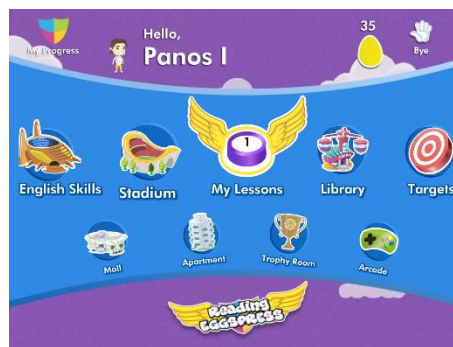 Hello,
Panos I
35
My Progress
Bye
1
English Skills
Stadium
My Lessons
Library
Targets
Mall
Apartment
Trophy Room
Arcade
Reading
Eggspress